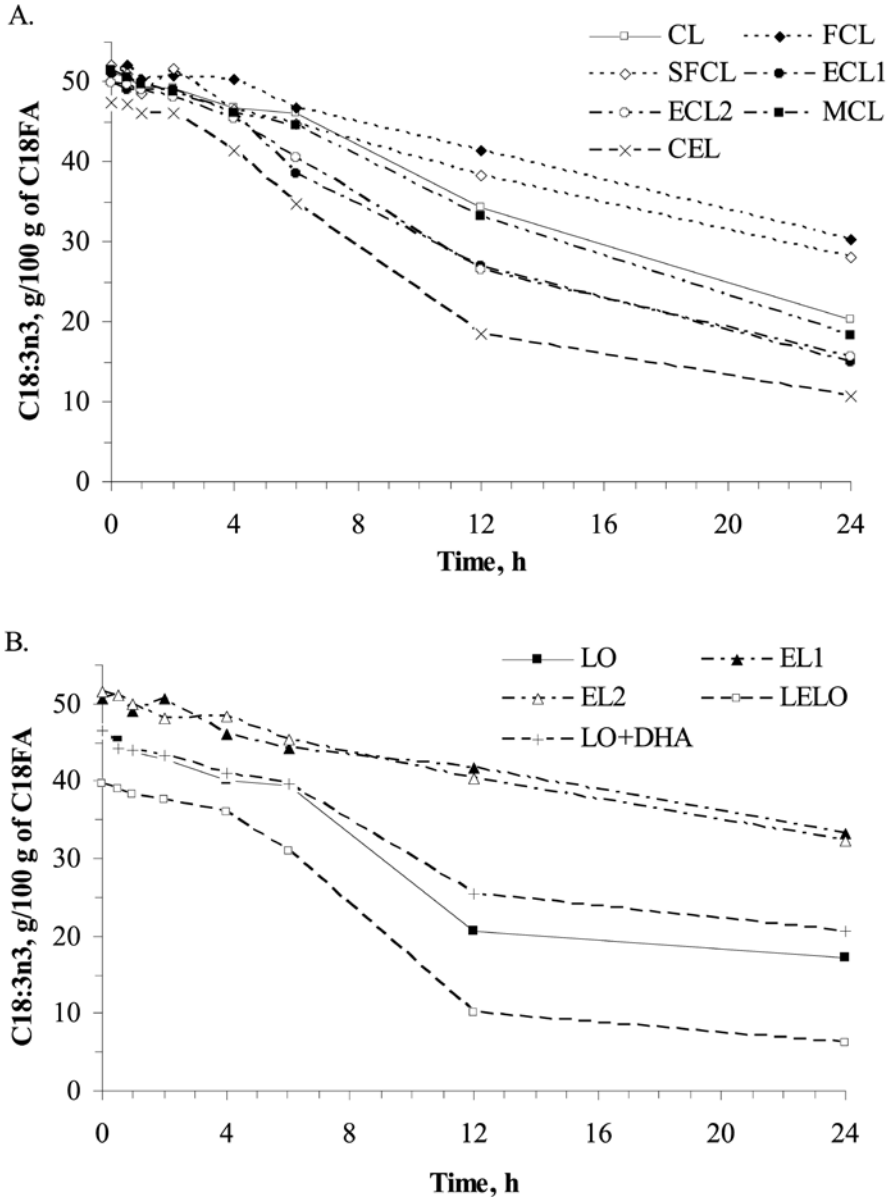 A.
CL FCL
SFCL ECL1
ECL2 MCL
CEL
C18:3n3, g/100 g of C18FA
50
40
30
20
10
0
0 4 8 12 16 20 24
Time, h
B.
LO EL1
EL2 LELO
LO+DHA
C18:3n3, g/100 g of C18FA
50
40
30
20
10
0
0 4 8 12 16 20 24
Time, h